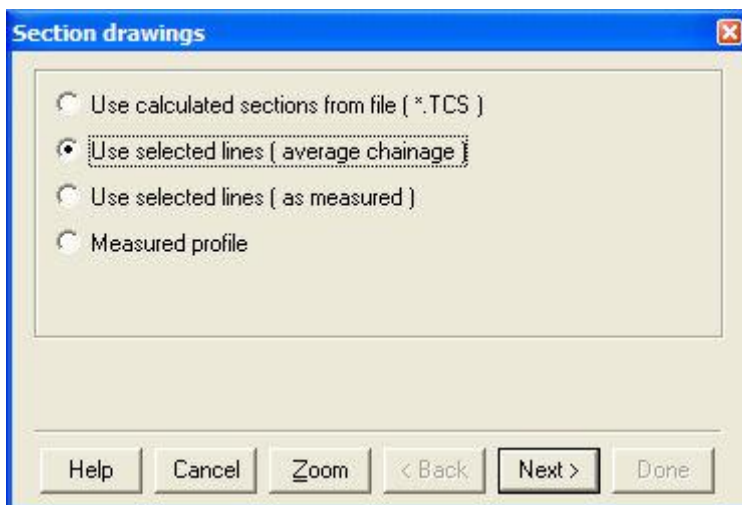 Section drawings
Use calculated sections from file ( *.TCS )
Use selected lines ( average chainage )
Use selected lines ( as measured )
Measured profile
Help Cancel Zoom < Back Next > Done